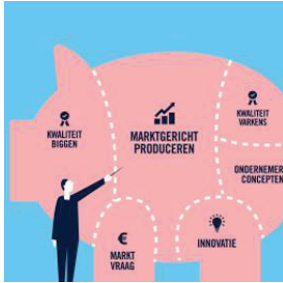 KWALITEIT
BIGGEN
MARKTGERICHT
PRODUCEREN
KWALITEIT
VARKENS
ONDERNEMER
CONCEPTEN
€
MARKT
VRAAG
INNOVATIE